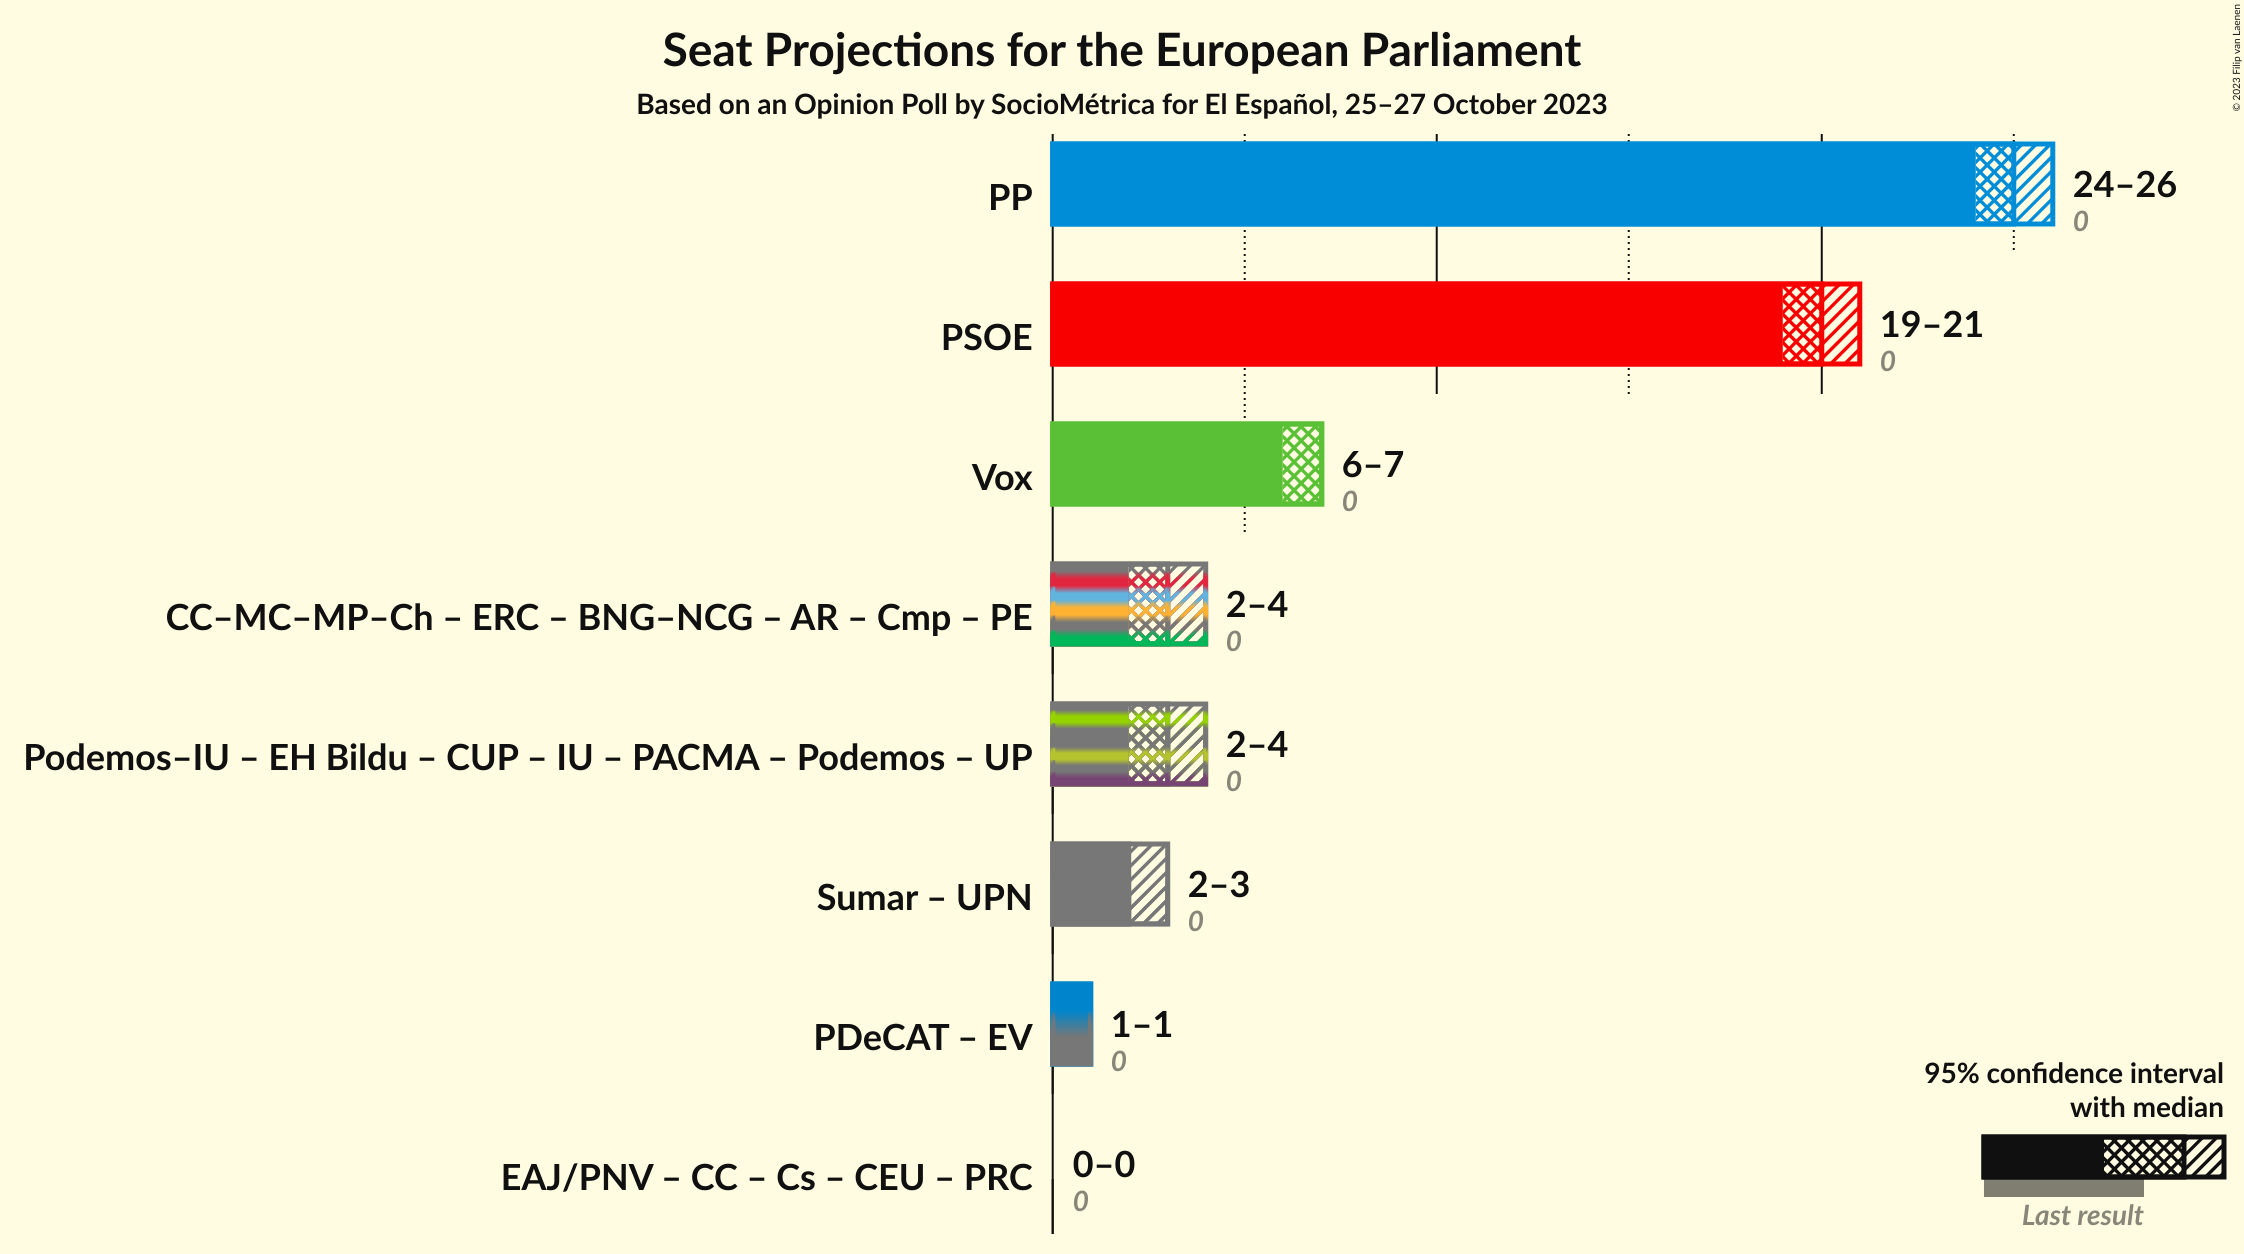 Seat Projections for the European Parliament
Based on an Opinion Poll by SocioMétrica for El Español, 25–27 October 2023
© 2023 Filip van Laenen
PP
24–26
0
PSOE
19–21
0
Vox
6–7
0
CC–MC–MP–Ch – ERC – BNG–NCG – AR – Cmp – PE
2–4
0
Podemos–IU – EH Bildu – CUP – IU – PACMA – Podemos – UP
2–4
0
Sumar – UPN
2–3
0
PDeCAT – EV
1–1
0
EAJ/PNV – CC – Cs – CEU – PRC
0–0
0
95% confidence interval
with median
Last result